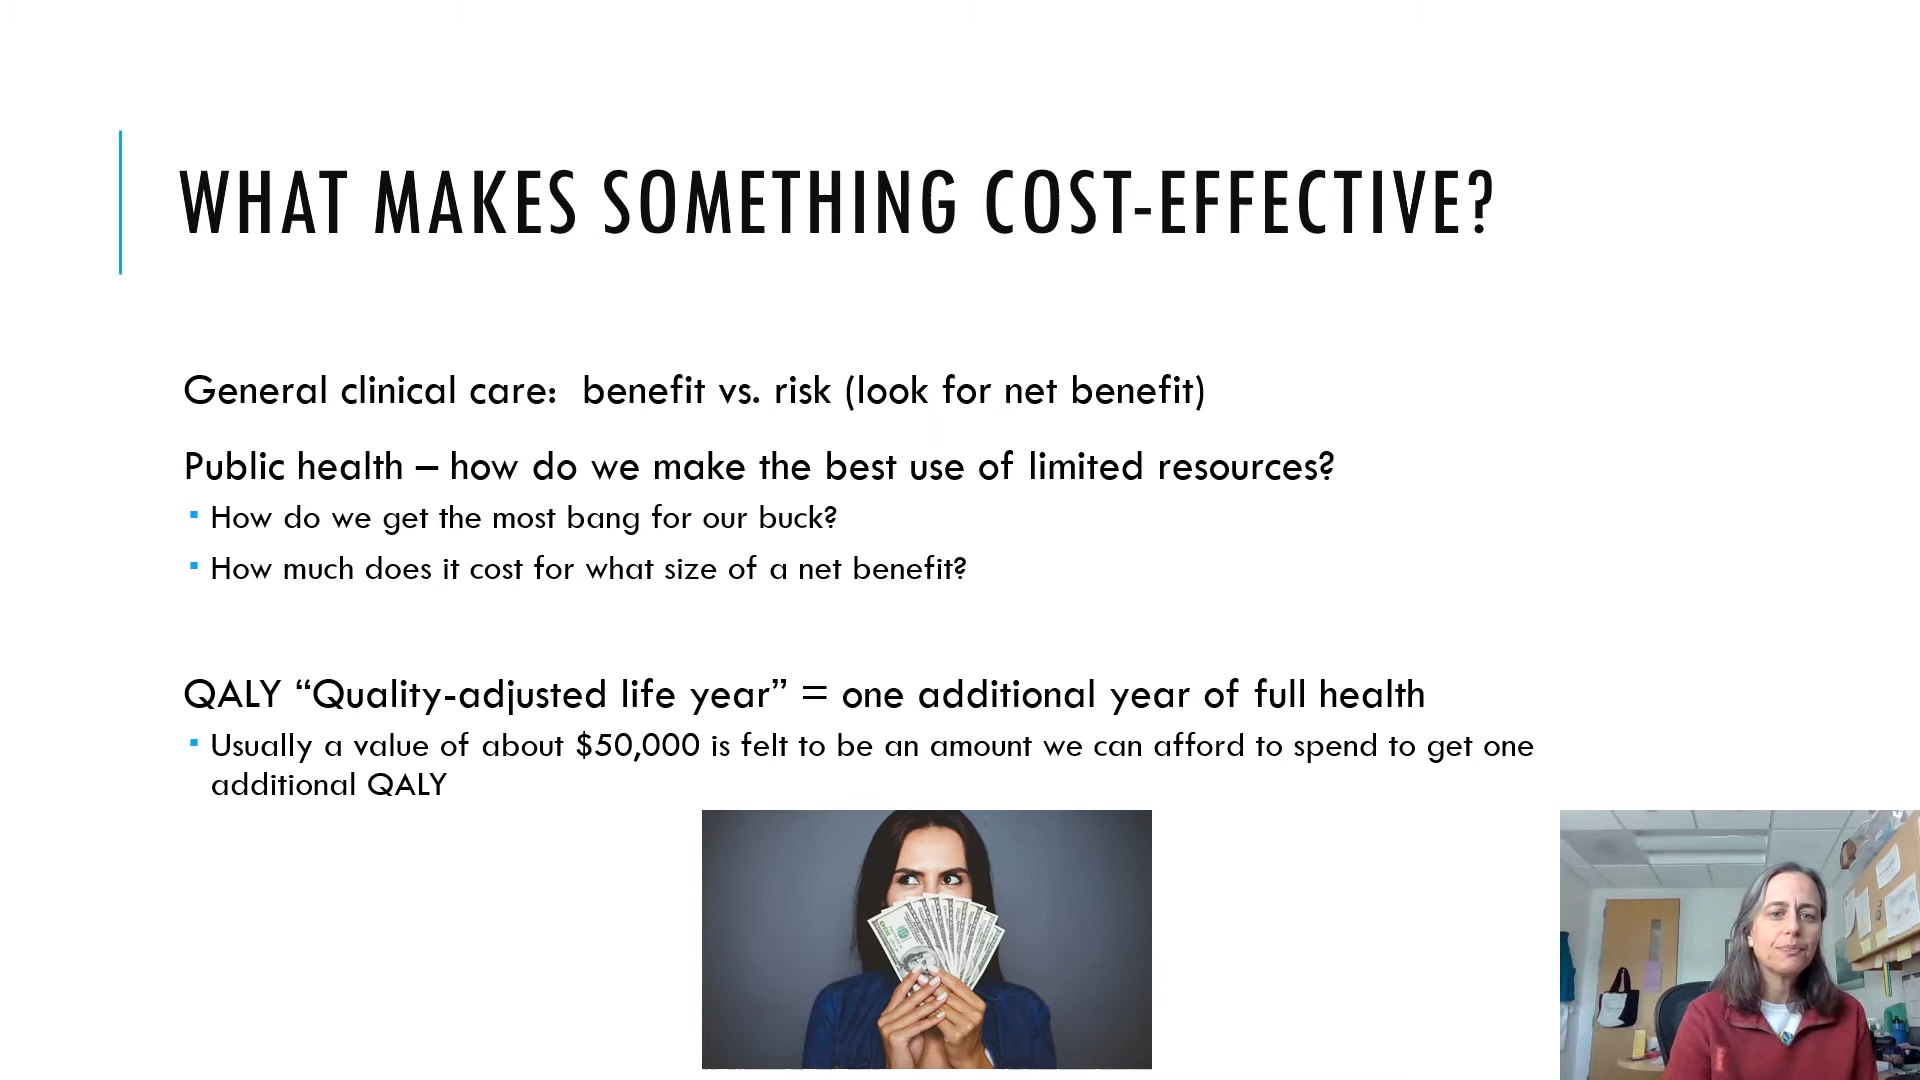 WHAT MAKES SOMETHING COST-EFFECTIVE?
General clinical care:  benefit vs. risk (look for net benefit)
Public health – how do we make the best use of limited resources?
▪ How do we get the most bang for our buck?
▪ How much does it cost for what size of a net benefit?
QALY “Quality-adjusted life year” = one additional year of full health
▪ Usually a value of about $50,000 is felt to be an amount we can afford to spend to get one
additional QALY